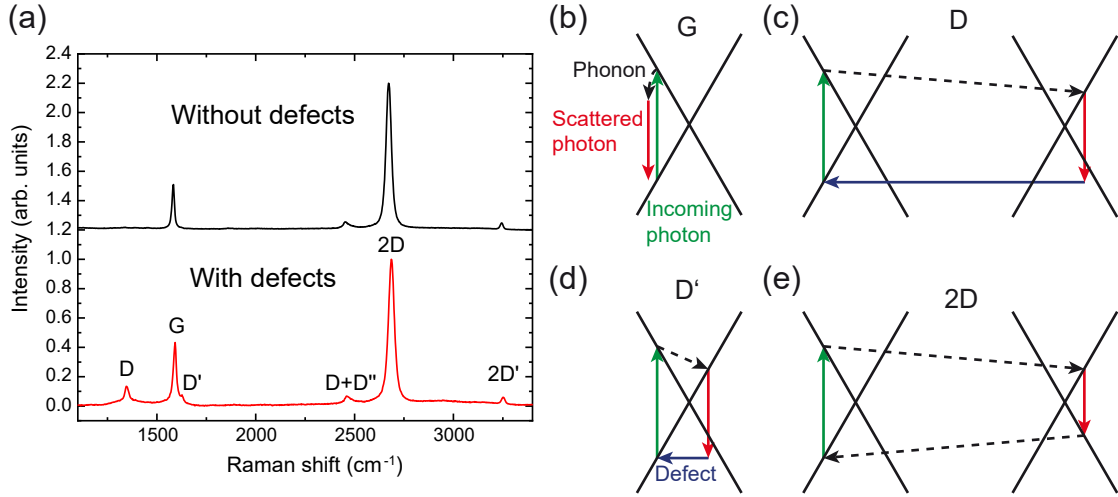 (a)
2.4
2.2
2.0
1.8
1.6
1.4
1.2
1.0
0.8
0.6
0.4
0.2
0.0
Intensity (arb. units)
Without defects
With defects
D
G
D'
D+D"
2D
2D'
1500
2000
2500
3000
Raman shift (cm⁻¹)
(b)
G
Phonon
Scattered
photon
Incoming
photon
(c)
D
(d)
D‘
Defect
(e)
2D